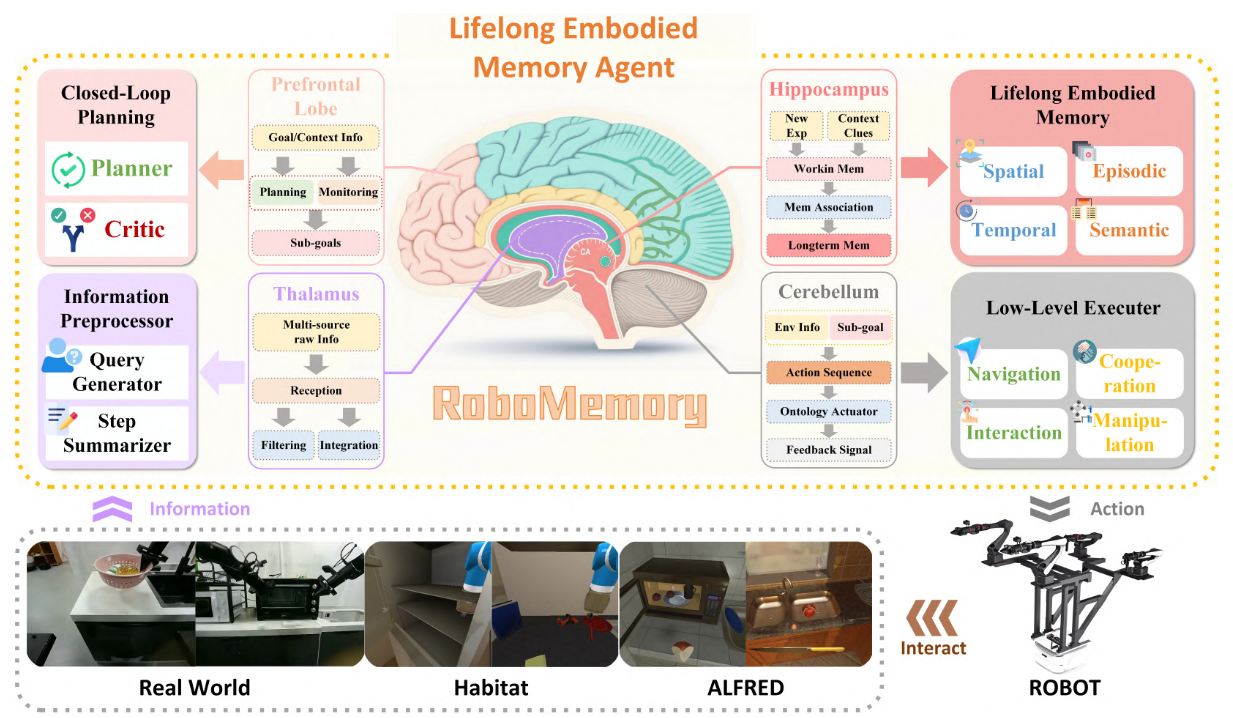 Lifelong Embodied
Memory Agent
Closed-Loop
Planning
Planner
Critic
Prefrontal
Lobe
Goal/Context Info
Planning
Monitoring
Sub-goals
Hippocampus
New
Exp
Context
Clues
Workin Mem
Mem Association
Longterm Mem
Lifelong Embodied
Memory
Spatial
Episodic
Temporal
Semantic
CA
Information
Preprocessor
Query
Generator
Step
Summarizer
Thalamus
Multi-source
raw Info
Reception
Filtering
Integration
RoboMemory
Cerebellum
Env Info
Sub-goal
Action Sequence
Ontology Actuator
Feedback Signal
Low-Level Executer
Navigation
Coope-
ration
Interaction
Manipu-
lation
Information
Action
Interact
Real World
Habitat
ALFRED
ROBOT